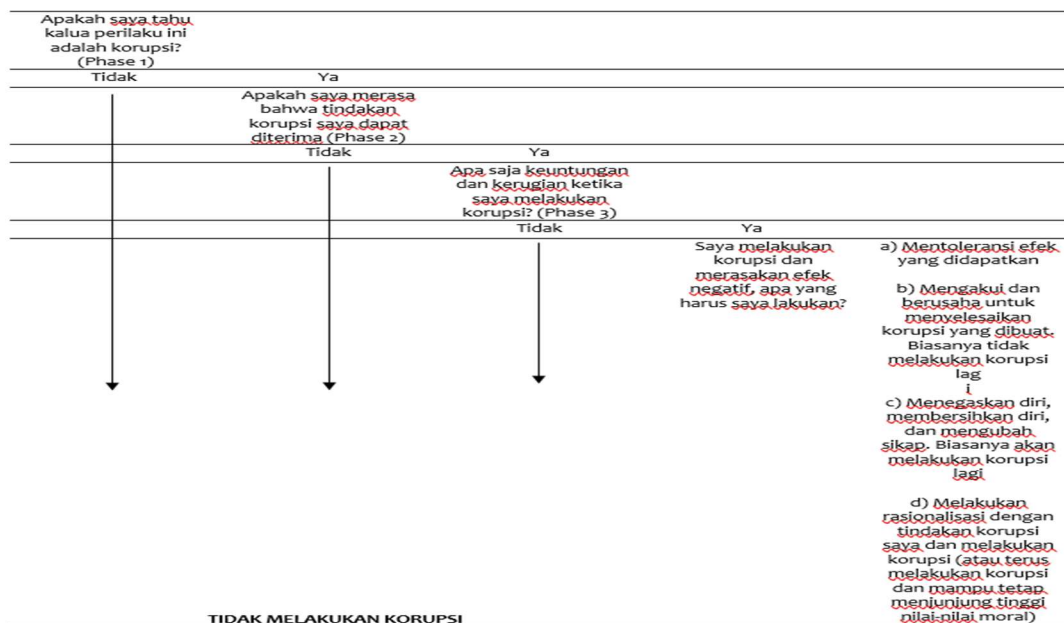 Apakah saya tahu
kalua perilaku ini
adalah korupsi?
(Phase 1)
Tidak
Ya
Apakah saya merasa
bahwa tindakan
korupsi saya dapat
diterima (Phase 2)
Tidak
Ya
Apa saja keuntungan
dan kerugian ketika
saya melakukan
korupsi? (Phase 3)
Tidak
Ya
Saya melakukan
korupsi dan
merasakan efek
negatif, apa yang
harus saya lakukan?
a) Mentoleransi efek
yang didapatkan
b) Mengakui dan
berusaha untuk
menyelesaikan
korupsi yang dibuat.
Biasanya tidak
melakukan korupsi
lag
i
c) Menegaskan diri,
membersihkan diri,
dan mengubah
sikap. Biasanya akan
melakukan korupsi
lagi
d) Melakukan
rasionalisasi dengan
tindakan korupsi
saya dan melakukan
korupsi (atau terus
melakukan korupsi
dan mampu tetap
menjunjung tinggi
nilai-nilai moral)
TIDAK MELAKUKAN KORUPSI